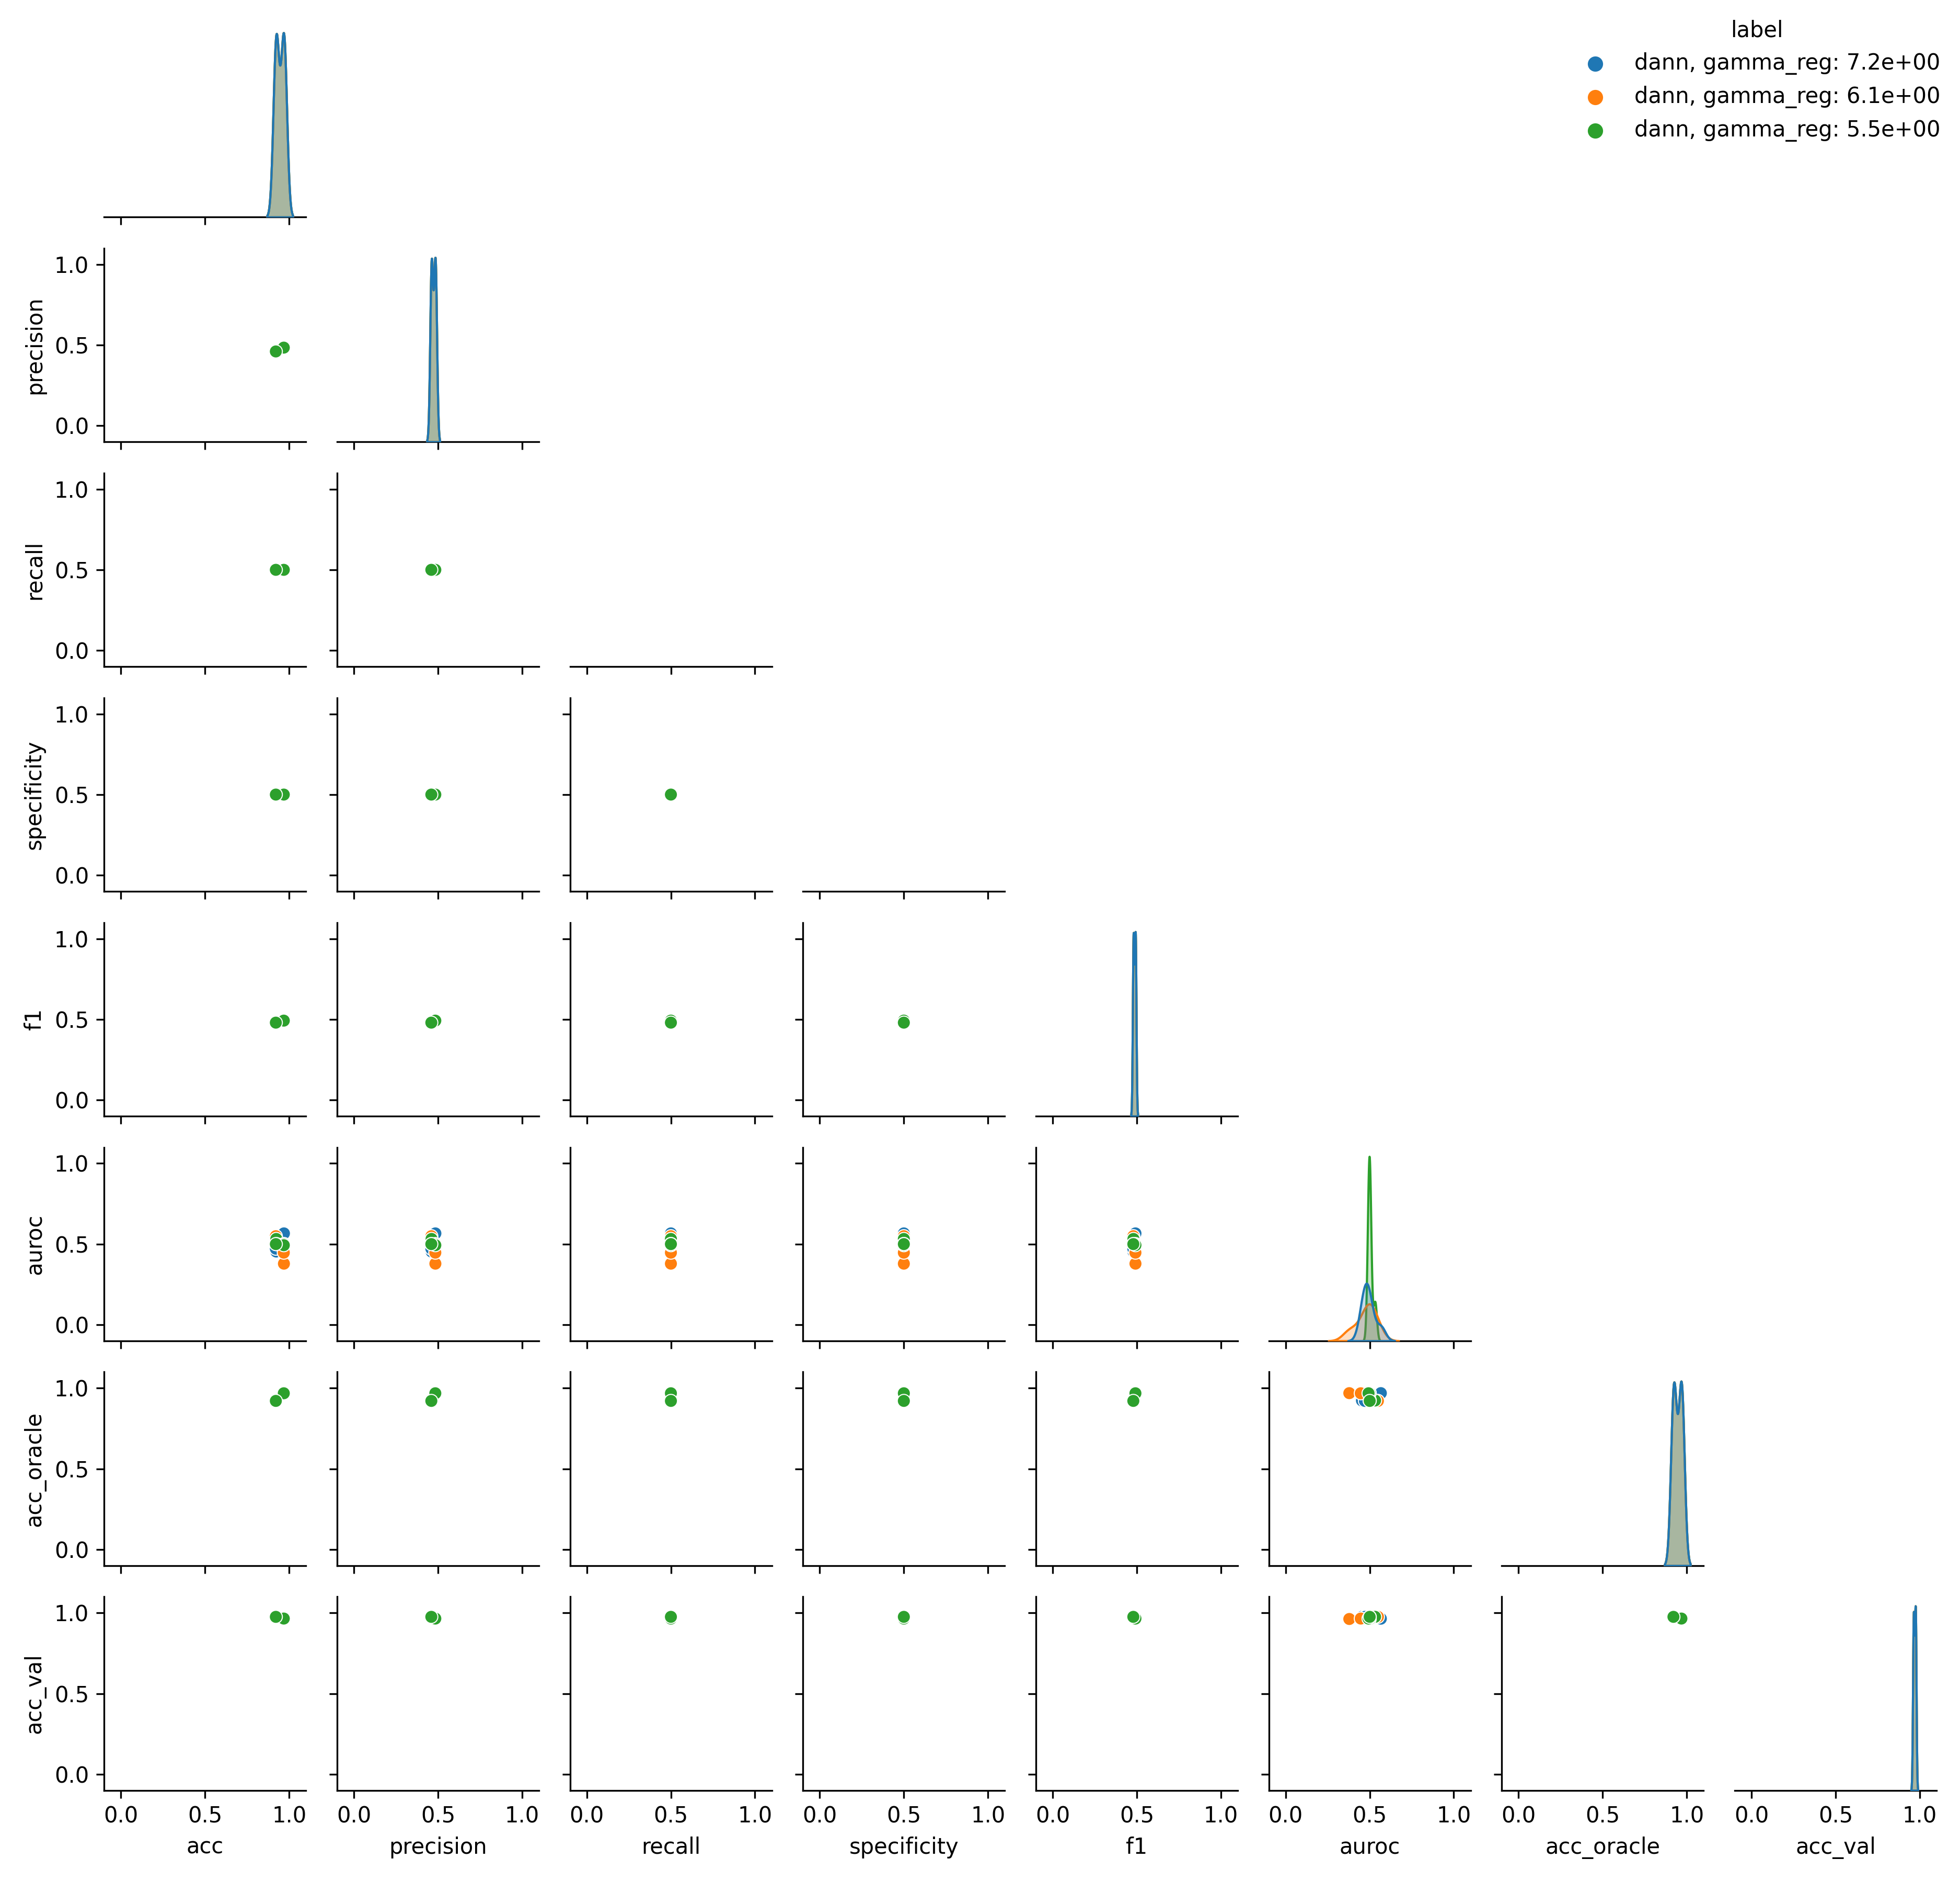 label
dann, gamma_reg: 7.2e+00
dann, gamma_reg: 6.1e+00
dann, gamma_reg: 5.5e+00
1.0
precision
0.5
0.0
1.0
recall
0.5
0.0
1.0
specificity
0.5
0.0
1.0
f1
0.5
0.0
1.0
auroc
0.5
0.0
1.0
acc_oracle
0.5
0.0
1.0
acc_val
0.5
0.0
0.0 0.5 1.0 0.0 0.5 1.0 0.0 0.5 1.0 0.0 0.5 1.0 0.0 0.5 1.0 0.0 0.5 1.0 0.0 0.5 1.0 0.0 0.5 1.0
acc precision recall specificity f1 auroc acc_oracle acc_val